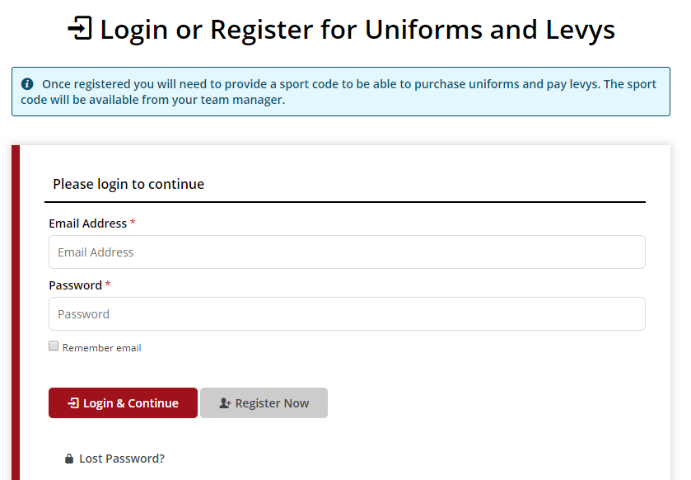 Login or Register for Uniforms and Levys
Once registered you will need to provide a sport code to be able to purchase uniforms and pay levys. The sport
code will be available from your team manager.
Please login to continue
Email Address *
Email Address
Password *
Password
Remember email
Login & Continue
Register Now
Lost Password?